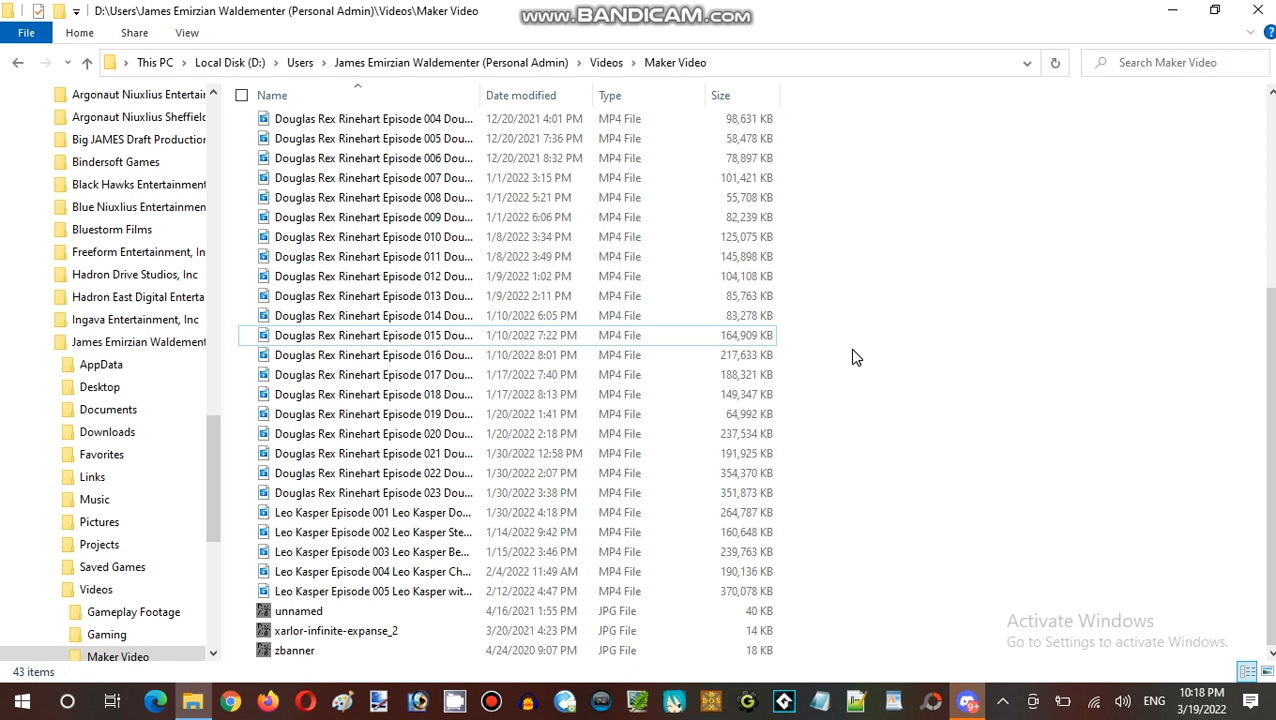 D:\Users\James Emirzian Waldementer (Personal Admin)\Videos\Maker Video
www.BANDICAM.com
File Home Share View
This PC Local Disk (D:) Users James Emirzian Waldementer (Personal Admin) Videos Maker Video
Search Maker Video
Argonaut Niuxlius Entertai
Argonaut Niuxlius Sheffielc
Big JAMES Draft Productio
Bindersoft Games
Black Hawks Entertainment
Blue Niuxlius Entertainmen
Bluestorm Films
Freeform Entertainment, In
Hadron Drive Studios, Inc
Hadron East Digital Enterta
Ingava Entertainment, Inc
James Emirzian Waldement
AppData
Desktop
Documents
Downloads
Favorites
Links
Music
Pictures
Projects
Saved Games
Videos
Gameplay Footage
Gaming
Maker Video
Name Date modified Type Size
Douglas Rex Rinehart Episode 004 Dou... 12/20/2021 4:01 PM MP4 File 98,631 KB
Douglas Rex Rinehart Episode 005 Dou... 12/20/2021 7:36 PM MP4 File 58,478 KB
Douglas Rex Rinehart Episode 006 Dou... 12/20/2021 8:32 PM MP4 File 78,897 KB
Douglas Rex Rinehart Episode 007 Dou... 1/1/2022 3:15 PM MP4 File 101,421 KB
Douglas Rex Rinehart Episode 008 Dou... 1/1/2022 5:21 PM MP4 File 55,708 KB
Douglas Rex Rinehart Episode 009 Dou... 1/1/2022 6:06 PM MP4 File 82,239 KB
Douglas Rex Rinehart Episode 010 Dou... 1/8/2022 3:34 PM MP4 File 125,075 KB
Douglas Rex Rinehart Episode 011 Dou... 1/8/2022 3:49 PM MP4 File 145,898 KB
Douglas Rex Rinehart Episode 012 Dou... 1/9/2022 1:02 PM MP4 File 104,108 KB
Douglas Rex Rinehart Episode 013 Dou... 1/9/2022 2:11 PM MP4 File 85,763 KB
Douglas Rex Rinehart Episode 014 Dou... 1/10/2022 6:05 PM MP4 File 83,278 KB
Douglas Rex Rinehart Episode 015 Dou... 1/10/2022 7:22 PM MP4 File 164,909 KB
Douglas Rex Rinehart Episode 016 Dou... 1/10/2022 8:01 PM MP4 File 217,633 KB
Douglas Rex Rinehart Episode 017 Dou... 1/17/2022 7:40 PM MP4 File 188,321 KB
Douglas Rex Rinehart Episode 018 Dou... 1/17/2022 8:13 PM MP4 File 149,347 KB
Douglas Rex Rinehart Episode 019 Dou... 1/20/2022 1:41 PM MP4 File 64,992 KB
Douglas Rex Rinehart Episode 020 Dou... 1/20/2022 2:18 PM MP4 File 237,534 KB
Douglas Rex Rinehart Episode 021 Dou... 1/30/2022 12:58 PM MP4 File 191,925 KB
Douglas Rex Rinehart Episode 022 Dou... 1/30/2022 2:07 PM MP4 File 354,370 KB
Douglas Rex Rinehart Episode 023 Dou... 1/30/2022 3:38 PM MP4 File 351,873 KB
Leo Kasper Episode 001 Leo Kasper Do... 1/30/2022 4:18 PM MP4 File 264,787 KB
Leo Kasper Episode 002 Leo Kasper Ste... 1/14/2022 9:42 PM MP4 File 160,648 KB
Leo Kasper Episode 003 Leo Kasper Be... 1/15/2022 3:46 PM MP4 File 239,763 KB
Leo Kasper Episode 004 Leo Kasper Ch... 2/4/2022 11:49 AM MP4 File 190,136 KB
Leo Kasper Episode 005 Leo Kasper wit... 2/12/2022 4:47 PM MP4 File 370,078 KB
unnamed 4/16/2021 1:55 PM JPG File 40 KB
xarlor-infinite-expanse_2 3/20/2021 4:23 PM JPG File 14 KB
zbanner 4/24/2020 9:07 PM JPG File 18 KB
Activate Windows
Go to Settings to activate Windows.
43 items
9+
ENG
10:18 PM
3/19/2022